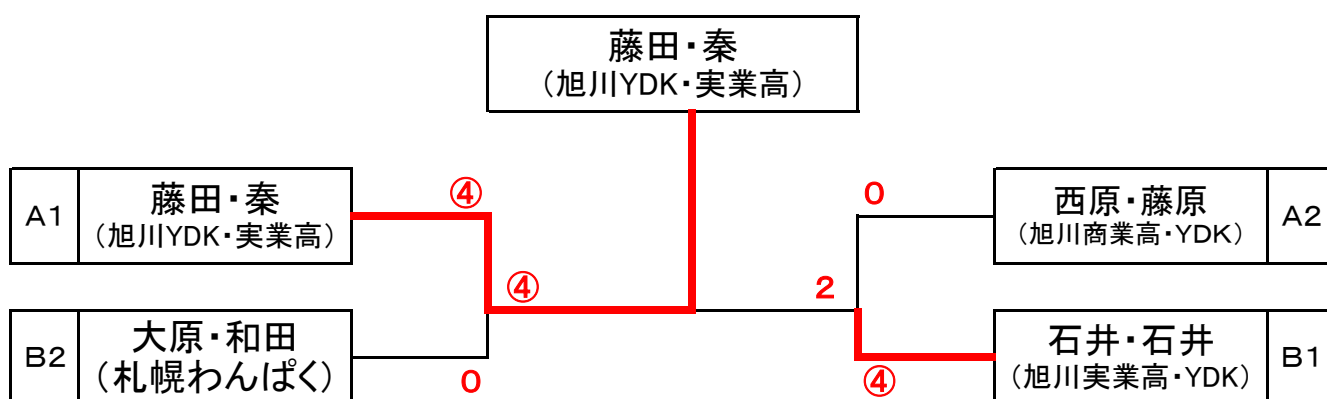 藤田・秦
（旭川YDK・実業高）
A1
藤田・秦
（旭川YDK・実業高）
④
0
西原・藤原
（旭川商業高・YDK）
A2
④
2
B2
大原・和田
（札幌わんぱく）
0
④
石井・石井
（旭川実業高・YDK）
B1